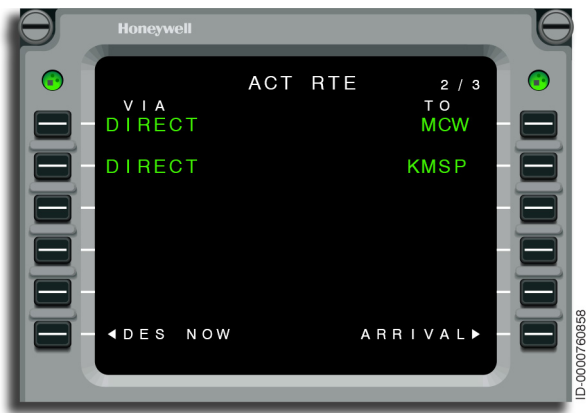 Honeywell
ACT RTE 2 / 3
VIA TO
DIRECT MCW
DIRECT KMSP
◄DES NOW ARRIVAL►
ID-0000760858